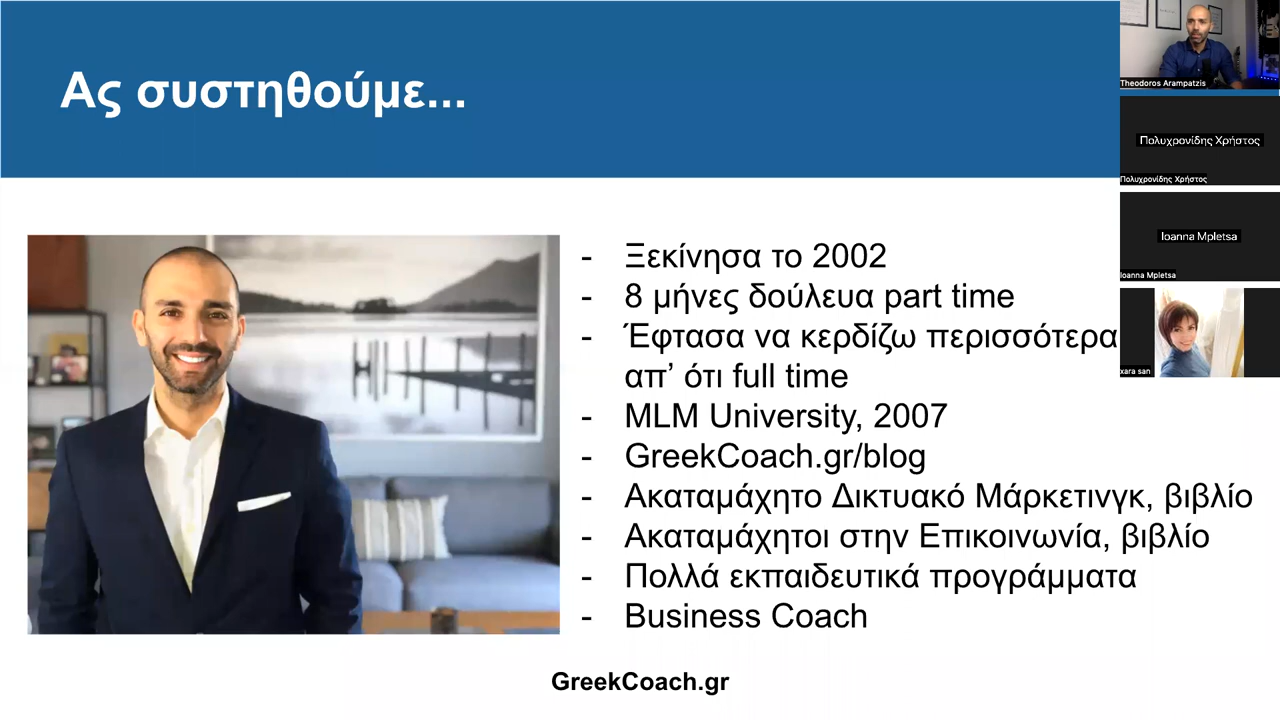 Ας συστηθούμε...
- Ξεκίνησα το 2002
- 8 μήνες δούλευα part time
- Έφτασα να κερδίζω περισσότερα
απ’ ότι full time
- MLM University, 2007
- GreekCoach.gr/blog
- Ακαταμάχητο Δικτυακό Μάρκετινγκ, βιβλίο
- Ακαταμάχητοι στην Επικοινωνία, βιβλίο
- Πολλά εκπαιδευτικά προγράμματα
- Business Coach
GreekCoach.gr
Theodoros Arampatzis
Πολυχρονίδης Χρήστος
Πολυχρονίδης Χρήστος
Ioanna Mpletsa
Ioanna Mpletsa
xara san